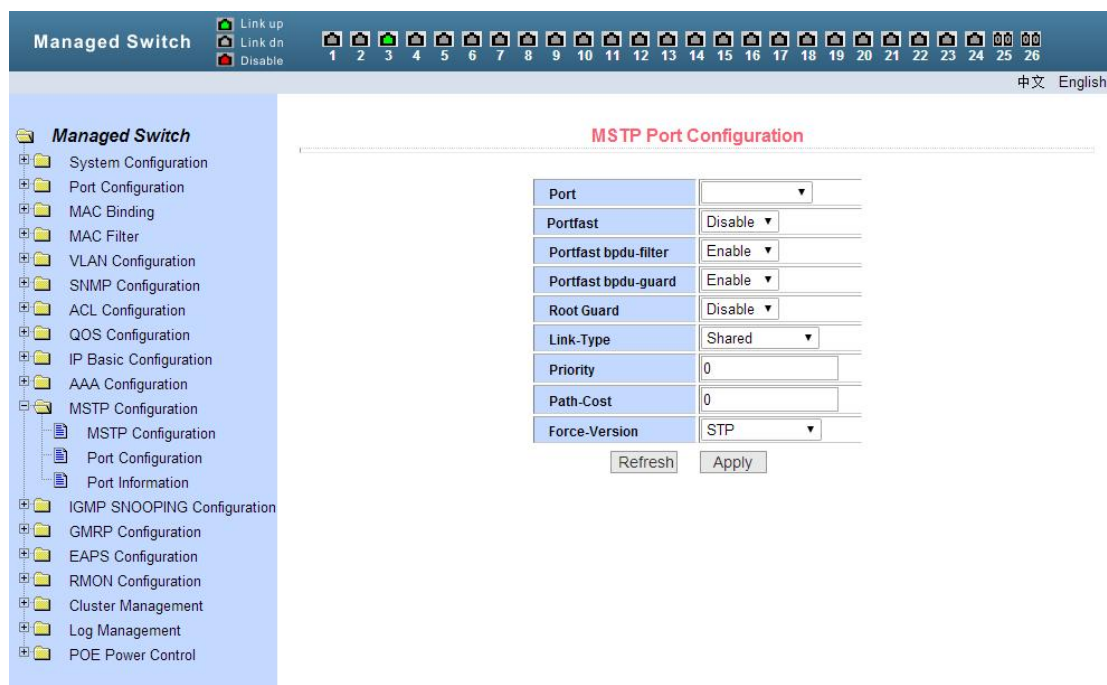 Managed Switch
Link up
Link dn
Disable
1 2 3 4 5 6 7 8 9 10 11 12 13 14 15 16 17 18 19 20 21 22 23 24 25 26
中文 English
Managed Switch
System Configuration
Port Configuration
MAC Binding
MAC Filter
VLAN Configuration
SNMP Configuration
ACL Configuration
QOS Configuration
IP Basic Configuration
AAA Configuration
MSTP Configuration
MSTP Configuration
Port Configuration
Port Information
IGMP SNOOPING Configuration
GMRP Configuration
EAPS Configuration
RMON Configuration
Cluster Management
Log Management
POE Power Control
MSTP Port Configuration
Port
Portfast Disable
Portfast bpdu-filter Enable
Portfast bpdu-guard Enable
Root Guard Disable
Link-Type Shared
Priority 0
Path-Cost 0
Force-Version STP
Refresh Apply